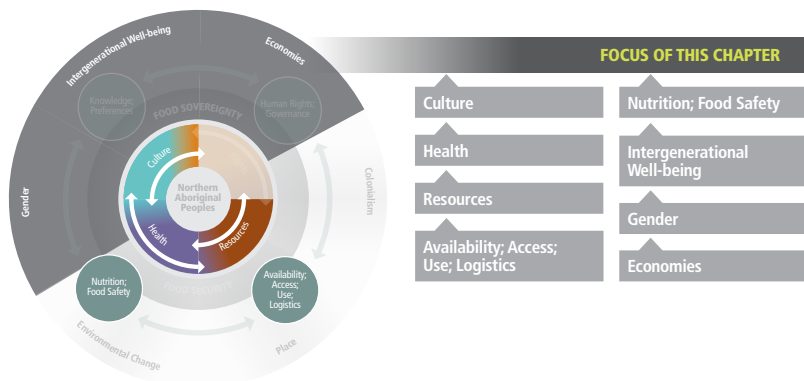 Intergenerational Well-being
Economies
Knowledge;
Preferences
FOOD SOVEREIGNTY
Human Rights;
Governance
Gender
Culture
Northern
Aboriginal
Peoples
Colonialism
Health
Resources
Nutrition;
Food Safety
FOOD SECURITY
Availability;
Access;
Use;
Logistics
Environmental Change
Place
FOCUS OF THIS CHAPTER
Culture
Health
Resources
Availability; Access;
Use; Logistics
Nutrition; Food Safety
Intergenerational
Well-being
Gender
Economies